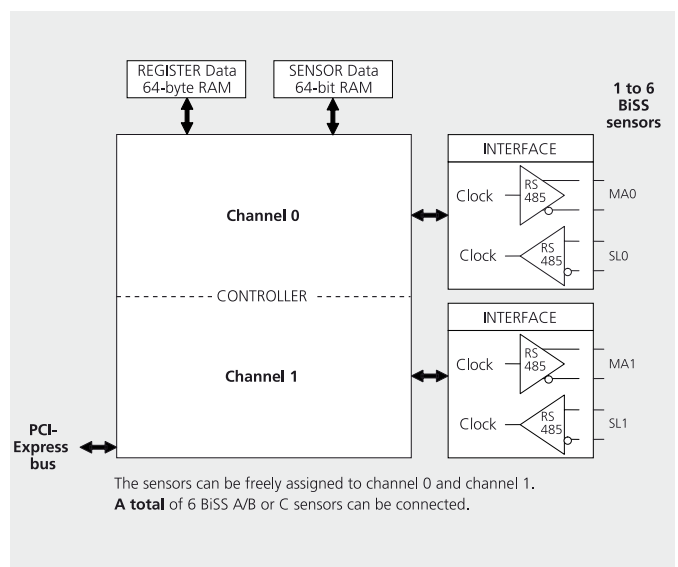 REGISTER Data
64-byte RAM
SENSOR Data
64-bit RAM
1 to 6
BiSS
sensors
INTERFACE
Clock
RS
485
MA0
Clock
RS
485
SL0
Channel 0
CONTROLLER
Channel 1
INTERFACE
Clock
RS
485
MA1
Clock
RS
485
SL1
PCI-
Express
bus
The sensors can be freely assigned to channel 0 and channel 1.
A total of 6 BiSS A/B or C sensors can be connected.